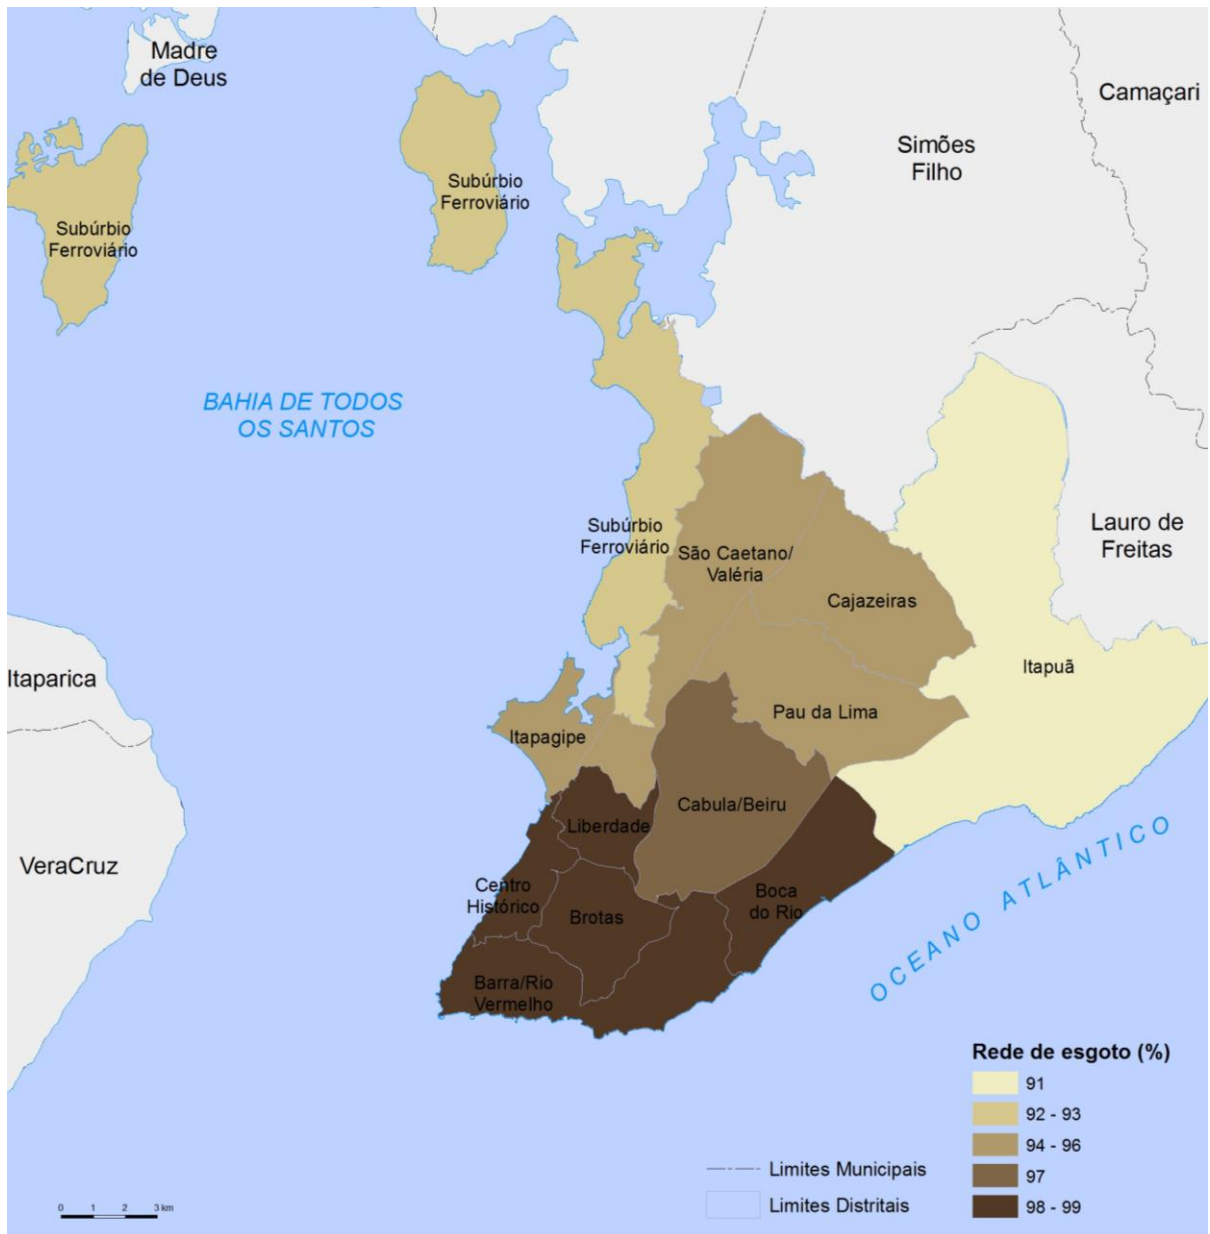 Madre
de Deus
Camaçari
Simões
Filho
Subúrbio
Ferroviário
Subúrbio
Ferroviário
BAHIA DE TODOS
OS SANTOS
Lauro de
Freitas
Subúrbio
Ferroviário
São Caetano/
Valéria
Cajazeiras
Itaparica
Itapuã
Pau da Lima
Itapagipe
Cabula/Beiru
Liberdade
VeraCruz
Centro
Histórico
Boca
do Rio
Brotas
OCEANO ATLÂNTICO
Barra/Rio
Vermelho
Rede de esgoto (%)
91
92 - 93
94 - 96
97
98 - 99
Limites Municipais
Limites Distritais
0 1 2 3 km